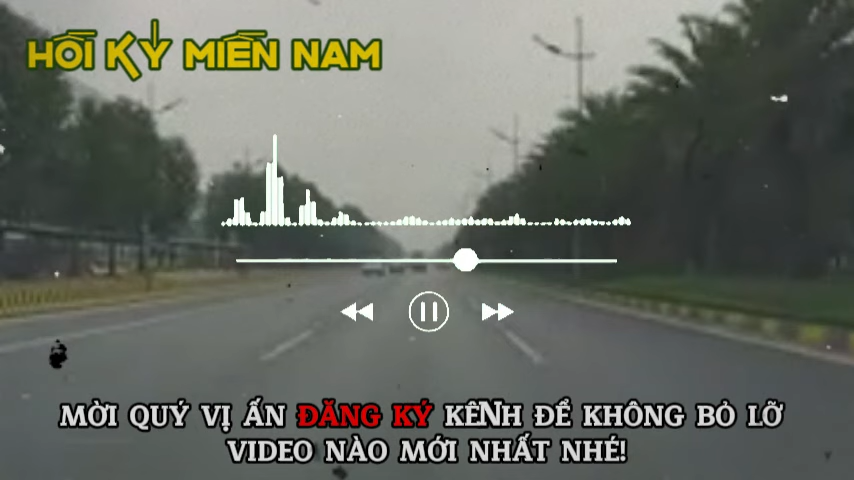 HỒI KÝ MIỀN NAM
MỜI QUÝ VỊ ẤN ĐĂNG KÝ KÊNH ĐỂ KHÔNG BỎ LỠ
VIDEO NÀO MỚI NHẤT NHÉ!